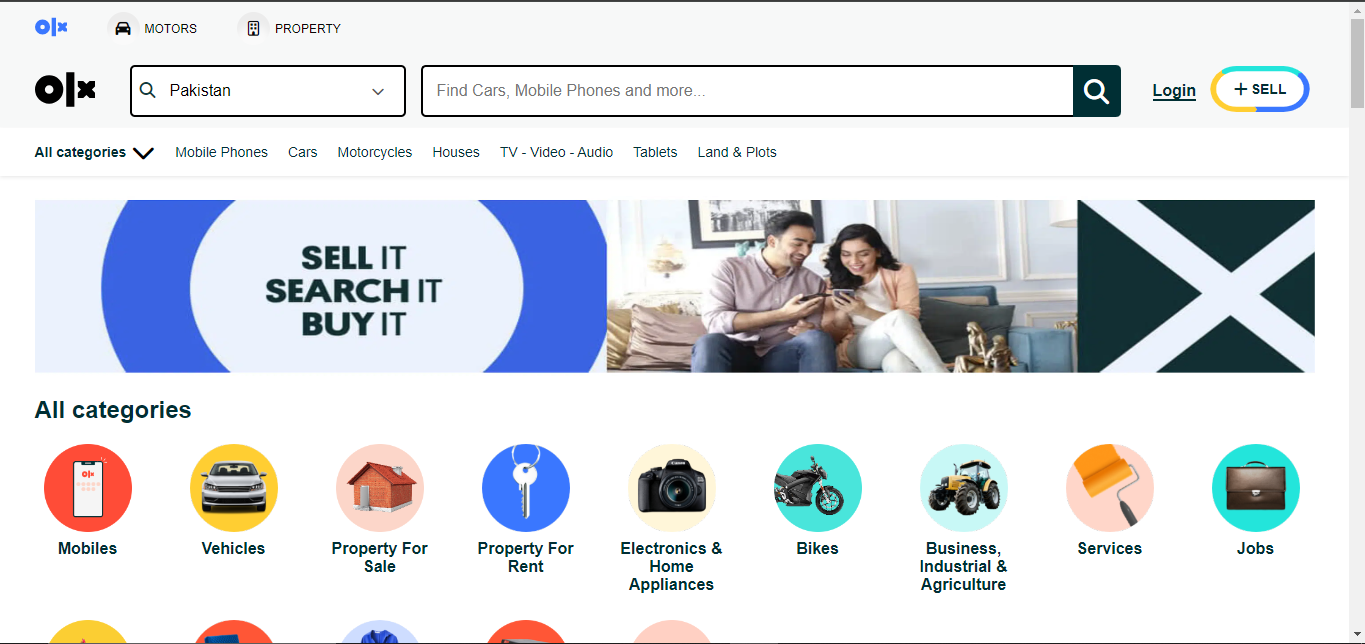 olx MOTORS PROPERTY
olx Pakistan Find Cars, Mobile Phones and more... Login + SELL
All categories Mobile Phones Cars Motorcycles Houses TV - Video - Audio Tablets Land & Plots
SELL IT
SEARCH IT
BUY IT
All categories
olx
Mobiles
Vehicles
Property For
Sale
Property For
Rent
Canon
Electronics &
Home
Appliances
Bikes
Business,
Industrial &
Agriculture
Services
Jobs